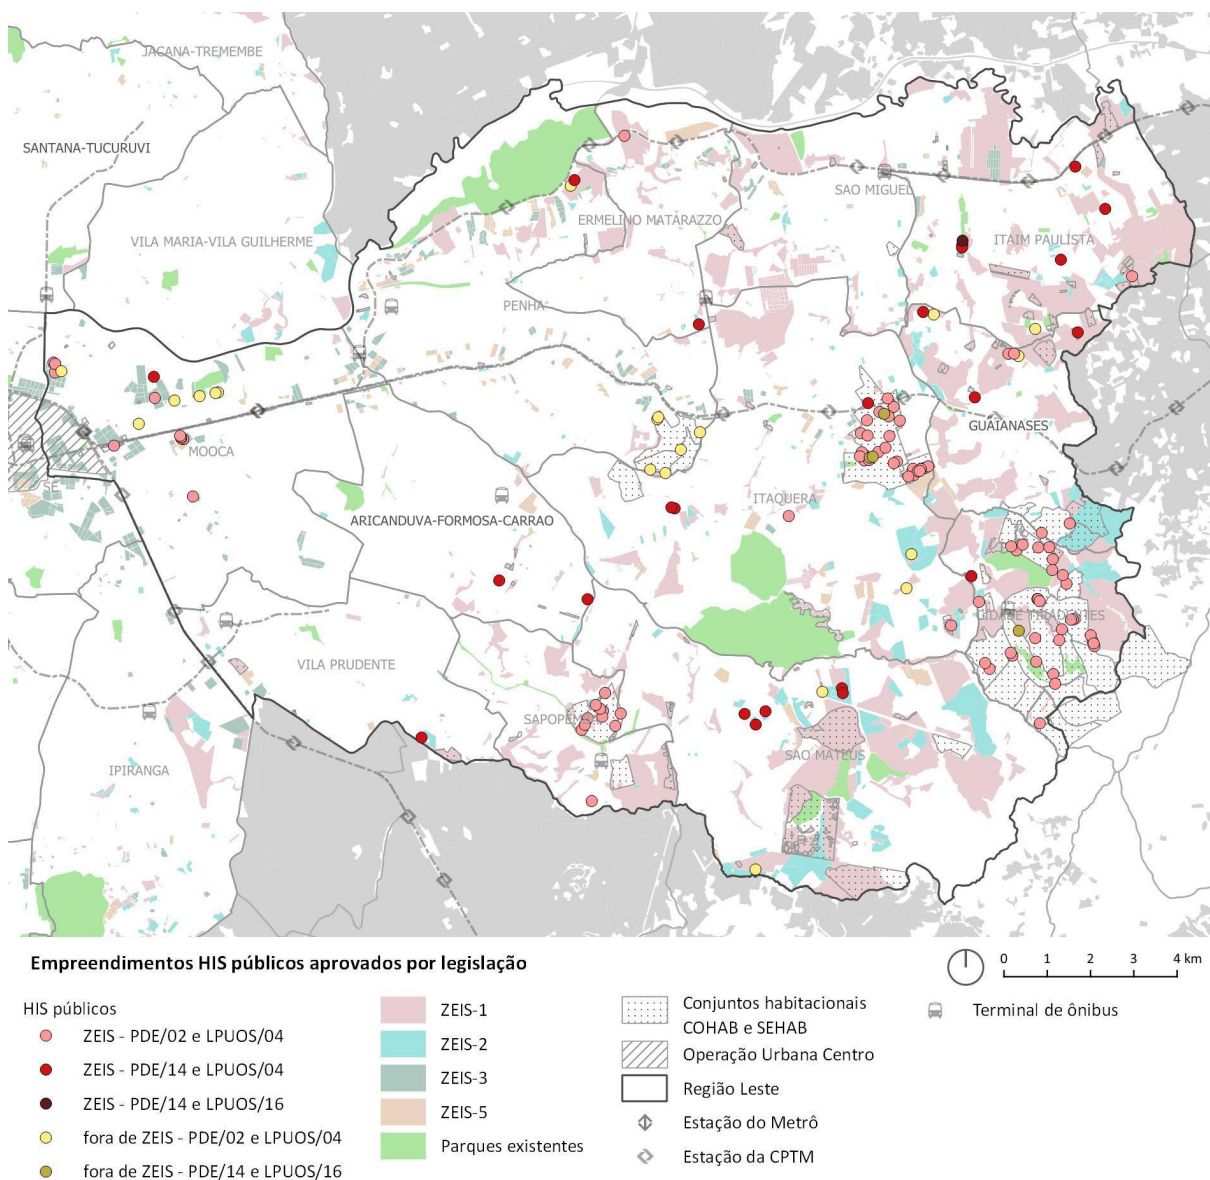 JAÇANA-TREMEMBE
SANTANA-TUCURUVI
SAO MIGUEL
ERMELINO MATARAZZO
VILA MARIA-VILA GUILHERME
ITAIM PAULISTA
PENHA
GUAIANASES
MOOCA
SE
ITAQUERA
ARICANDUVA-FORMOSA-CARRAO
CIDADE TIRADENTES
VILA PRUDENTE
SAPOPEMBA
SAO MATEUS
IPIRANGA
Empreendimentos HIS públicos aprovados por legislação
0 1 2 3 4 km
HIS públicos
ZEIS - PDE/02 e LPUOS/04
ZEIS - PDE/14 e LPUOS/04
ZEIS - PDE/14 e LPUOS/16
fora de ZEIS - PDE/02 e LPUOS/04
fora de ZEIS - PDE/14 e LPUOS/16
ZEIS-1
ZEIS-2
ZEIS-3
ZEIS-5
Parques existentes
Conjuntos habitacionais
COHAB e SEHAB
Operação Urbana Centro
Região Leste
Estação do Metrô
Estação da CPTM
Terminal de ônibus